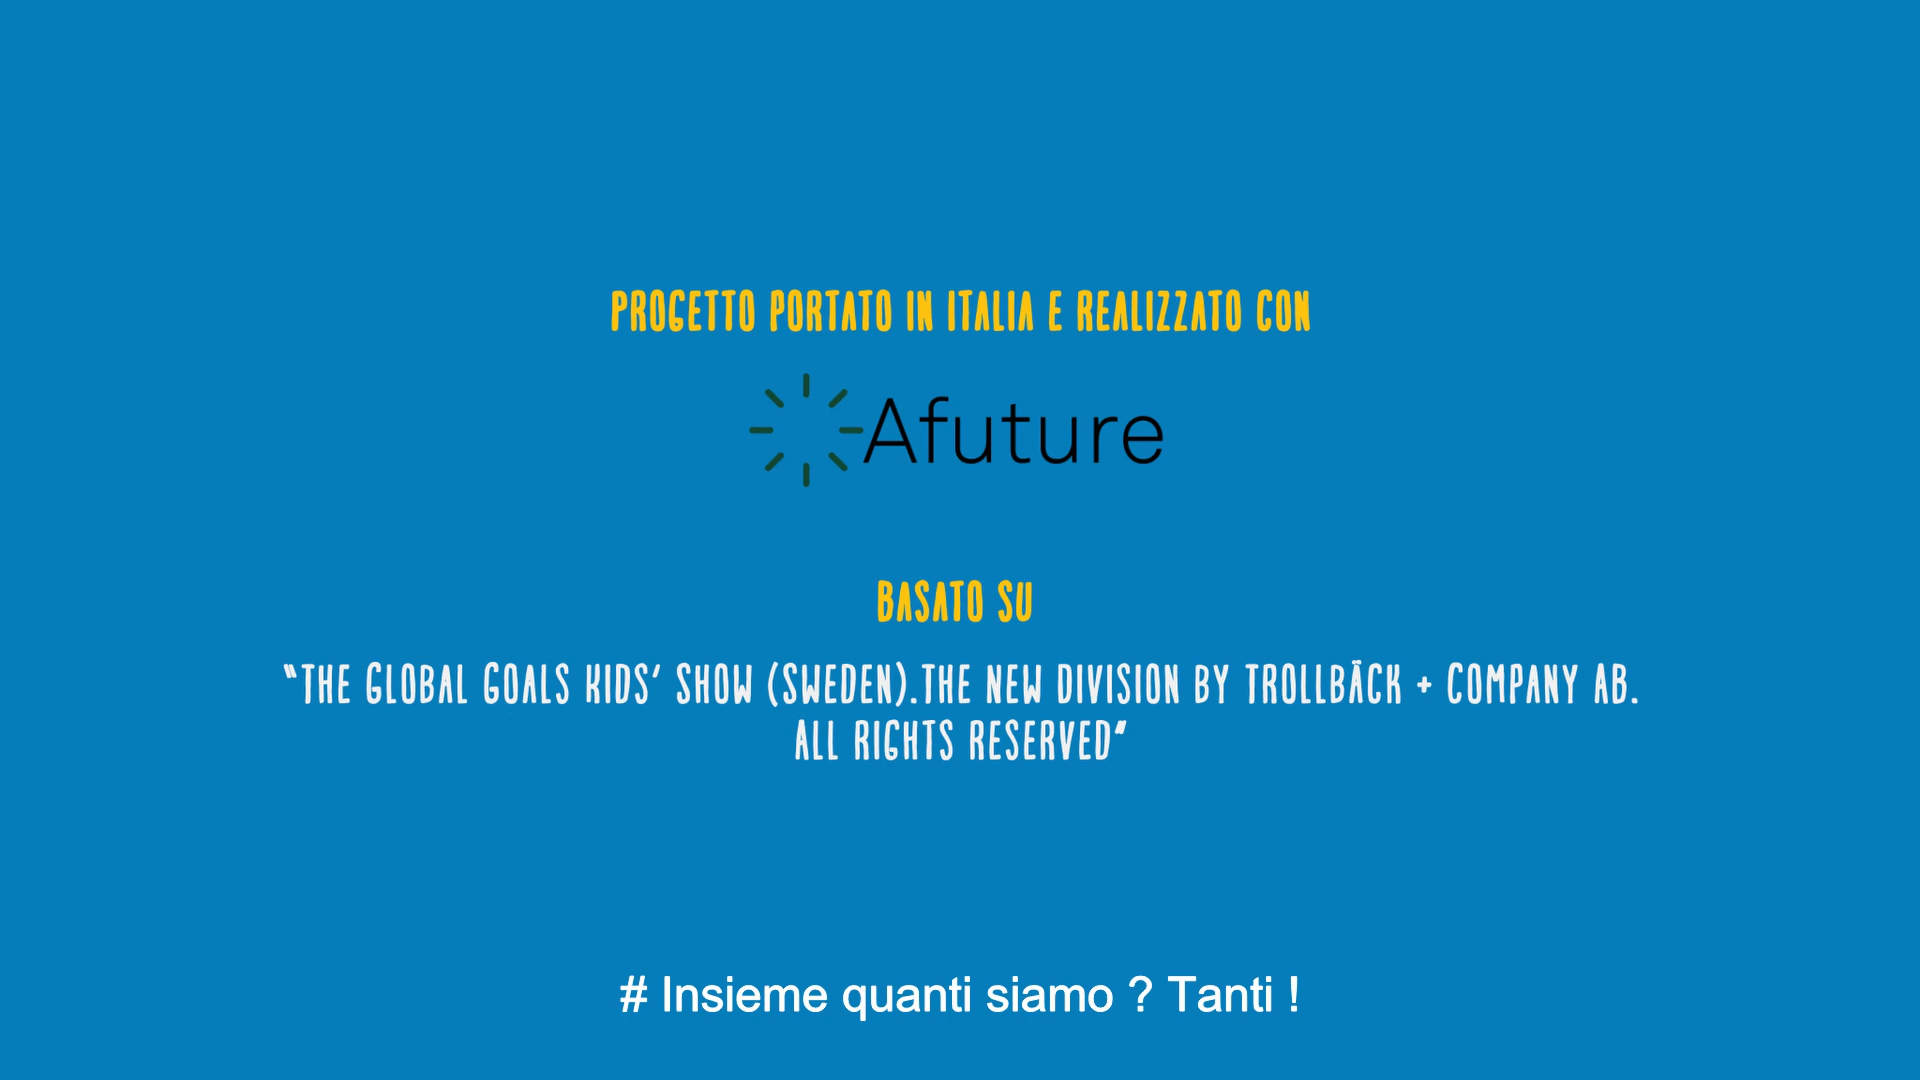 PROGETTO PORTATO IN ITALIA E REALIZZATO CON
Afuture
BASATO SU
“THE GLOBAL GOALS KIDS’ SHOW (SWEDEN).THE NEW DIVISION BY TROLLBÄCK + COMPANY AB.
ALL RIGHTS RESERVED”
# Insieme quanti siamo ? Tanti !